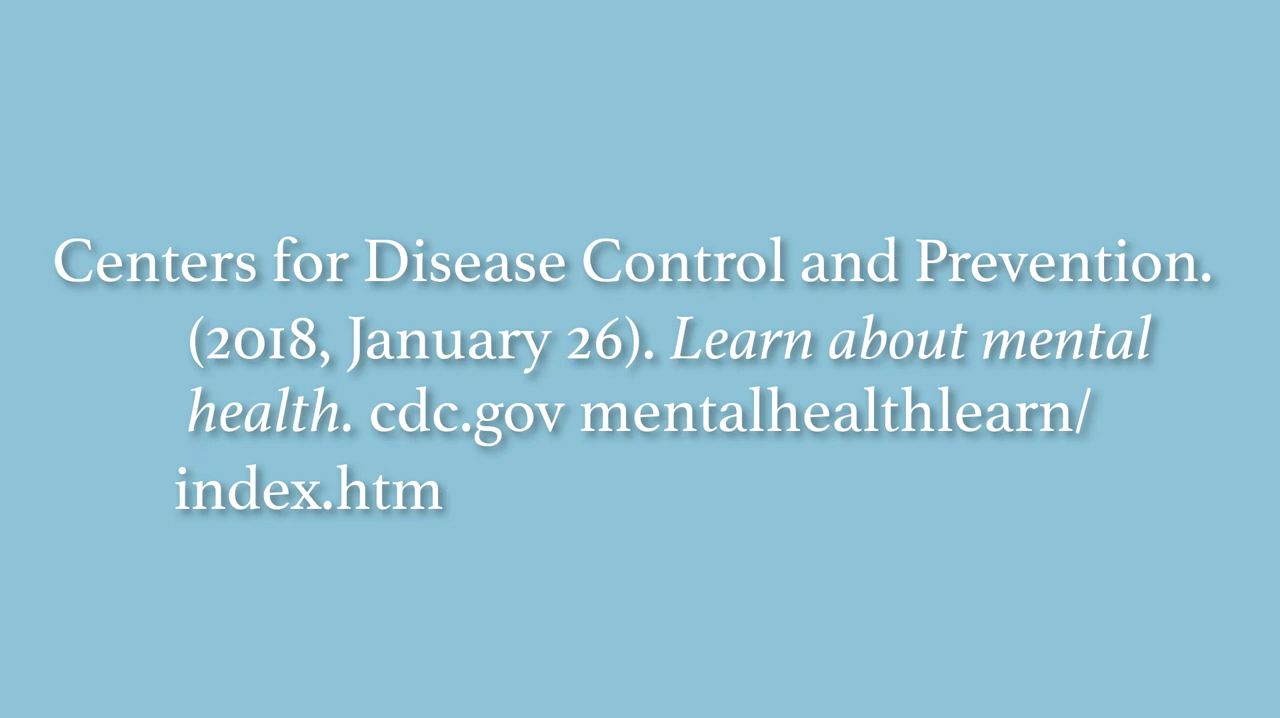 Centers for Disease Control and Prevention.
(2018, January 26). Learn about mental
health. cdc.gov mentalhealthlearn/
index.htm